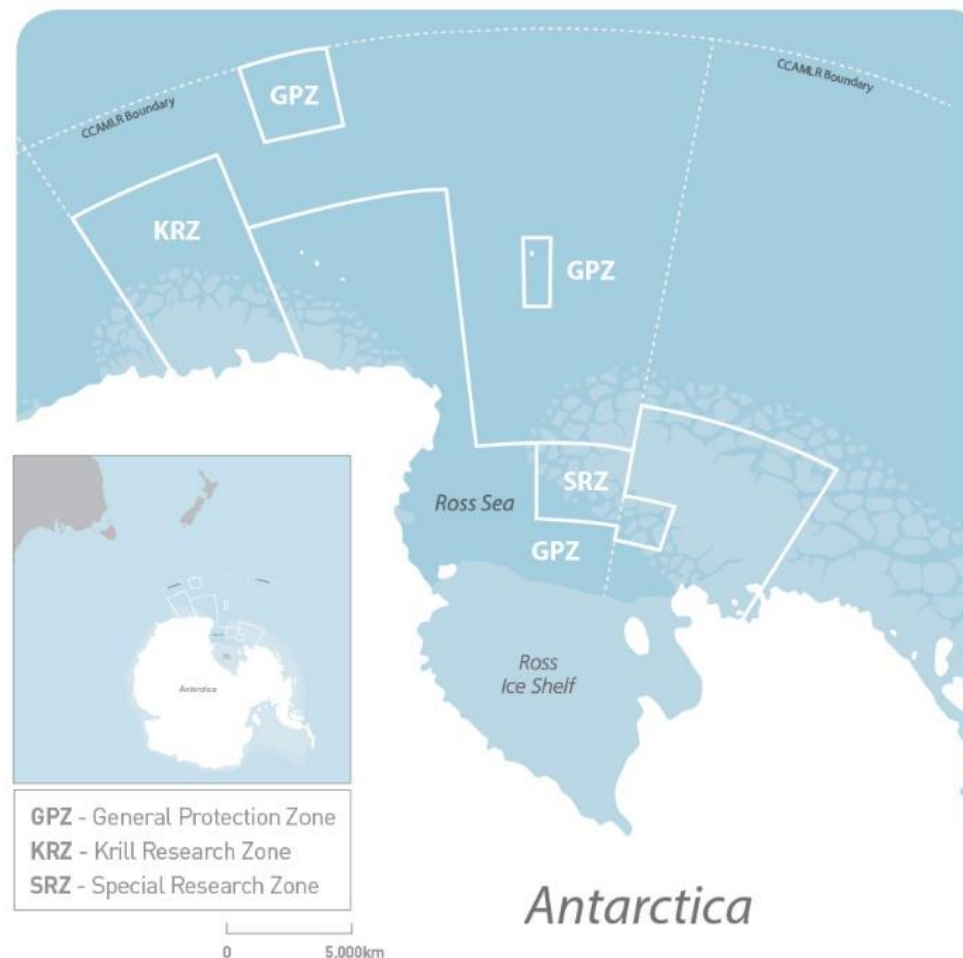 CCAMLR Boundary
GPZ
CCAMLR Boundary
KRZ
GPZ
SRZ
Ross Sea
GPZ
Ross
Ice Shelf
Antarctica
GPZ - General Protection Zone
KRZ - Krill Research Zone
SRZ - Special Research Zone
Antarctica
0 5,000km